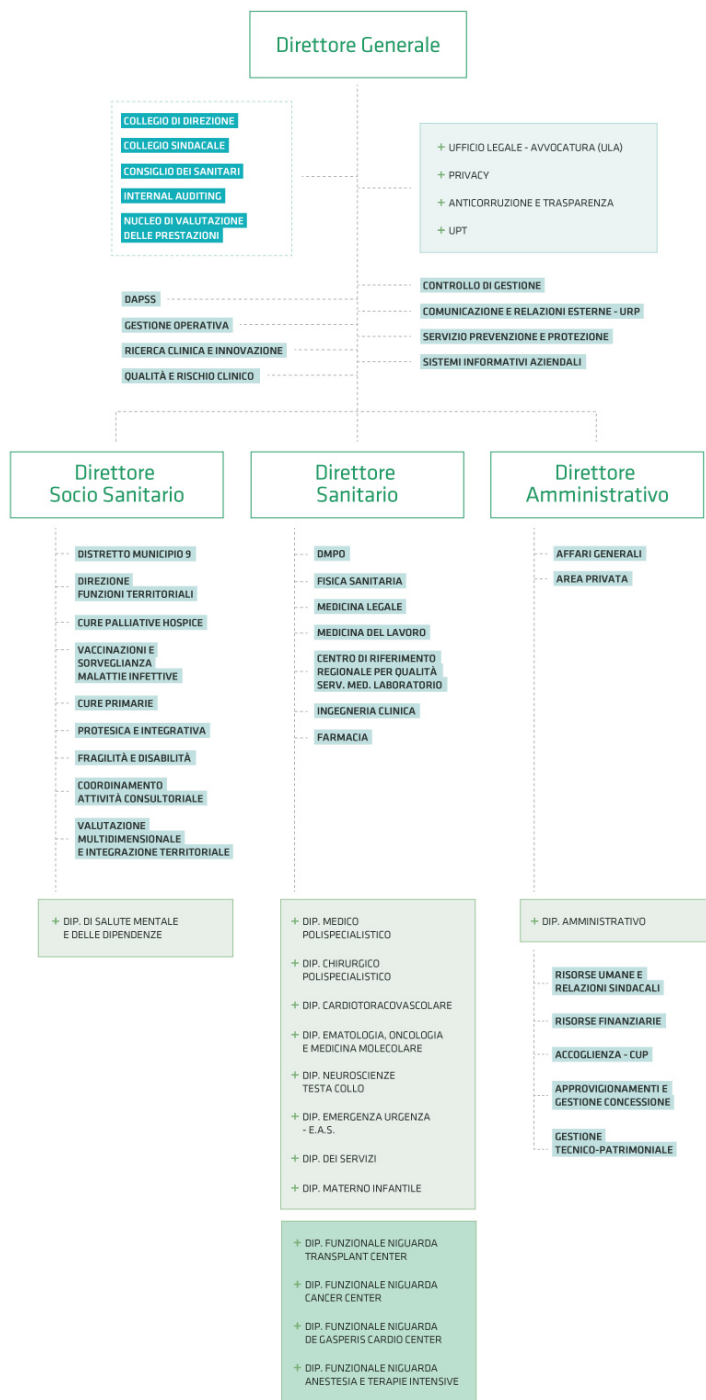 Direttore Generale
COLLEGIO DI DIREZIONE
COLLEGIO SINDACALE
CONSIGLIO DEI SANITARI
INTERNAL AUDITING
NUCLEO DI VALUTAZIONE
DELLE PRESTAZIONI
+ UFFICIO LEGALE - AVVOCATURA (ULA)
+ PRIVACY
+ ANTICORRUZIONE E TRASPARENZA
+ UPT
DAPSS
GESTIONE OPERATIVA
RICERCA CLINICA E INNOVAZIONE
QUALITÀ E RISCHIO CLINICO
CONTROLLO DI GESTIONE
COMUNICAZIONE E RELAZIONI ESTERNE - URP
SERVIZIO PREVENZIONE E PROTEZIONE
SISTEMI INFORMATIVI AZIENDALI
Direttore
Socio Sanitario
DISTRETTO MUNICIPIO 9
DIREZIONE
FUNZIONI TERRITORIALI
CURE PALLIATIVE HOSPICE
VACCINAZIONI E
SORVEGLIANZA
MALATTIE INFETTIVE
CURE PRIMARIE
PROTESICA E INTEGRATIVA
FRAGILITÀ E DISABILITÀ
COORDINAMENTO
ATTIVITÀ CONSULTORIALE
VALUTAZIONE
MULTIDIMENSIONALE
E INTEGRAZIONE TERRITORIALE
+ DIP. DI SALUTE MENTALE
E DELLE DIPENDENZE
Direttore
Sanitario
DMPO
FISICA SANITARIA
MEDICINA LEGALE
MEDICINA DEL LAVORO
CENTRO DI RIFERIMENTO
REGIONALE PER QUALITÀ
SERV. MED. LABORATORIO
INGEGNERIA CLINICA
FARMACIA
+ DIP. MEDICO
POLISPECIALISTICO
+ DIP. CHIRURGICO
POLISPECIALISTICO
+ DIP. CARDIOTORACOVASCOLARE
+ DIP. EMATOLOGIA, ONCOLOGIA
E MEDICINA MOLECOLARE
+ DIP. NEUROSCIENZE
TESTA COLLO
+ DIP. EMERGENZA URGENZA
- E.A.S.
+ DIP. DEI SERVIZI
+ DIP. MATERNO INFANTILE
+ DIP. FUNZIONALE NIGUARDA
TRANSPLANT CENTER
+ DIP. FUNZIONALE NIGUARDA
CANCER CENTER
+ DIP. FUNZIONALE NIGUARDA
DE GASPERIS CARDIO CENTER
+ DIP. FUNZIONALE NIGUARDA
ANESTESIA E TERAPIE INTENSIVE
Direttore
Amministrativo
AFFARI GENERALI
AREA PRIVATA
+ DIP. AMMINISTRATIVO
RISORSE UMANE E
RELAZIONI SINDACALI
RISORSE FINANZIARIE
ACCOGLIENZA - CUP
APPROVIGIONAMENTI E
GESTIONE CONCESSIONE
GESTIONE
TECNICO-PATRIMONIALE